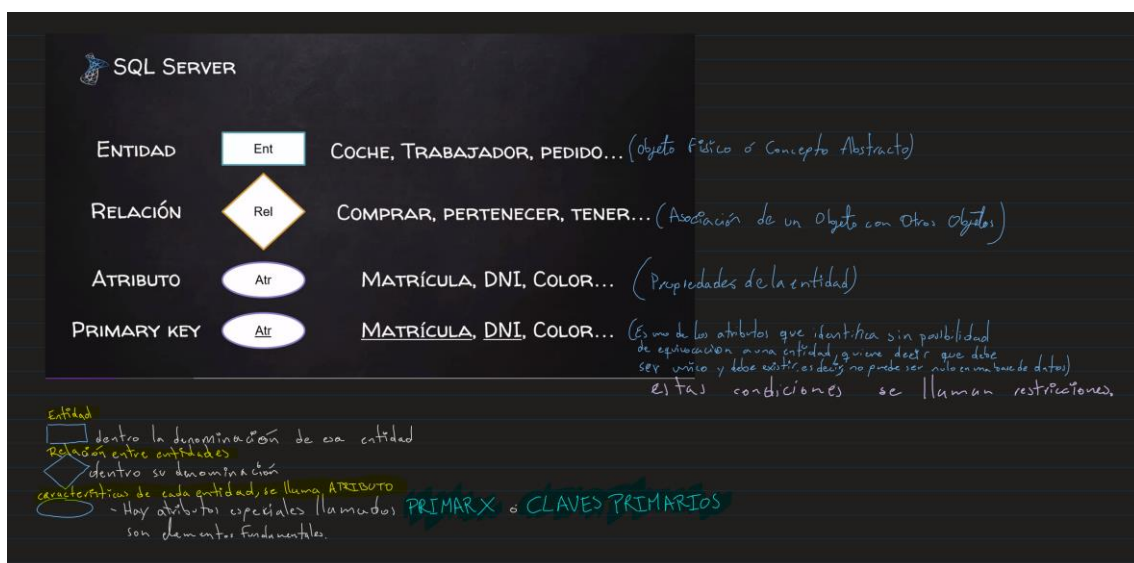 SQL SERVER
ENTIDAD Ent COCHE, TRABAJADOR, PEDIDO... (objeto Físico ó Concepto Abstracto)
RELACIÓN Rel COMPRAR, PERTENECER, TENER... (Asociación de un Objeto con Otros Objetos)
ATRIBUTO Atr MATRÍCULA, DNI, COLOR... (Propiedades de la entidad)
PRIMARY KEY Atr MATRÍCULA, DNI, COLOR... (Es uno de los atributos que identifica sin posibilidad
de equivocación a una entidad, quiere decir que debe
ser único y debe existir, es decir, no puede ser nulo en una base de datos)
estas condiciones se llaman restricciones.
Entidad
dentro la denominación de esa entidad
Relación entre entidades
dentro su denominación
características de cada entidad, se llama ATRIBUTO
- Hay atributos especiales llamados PRIMARX ó CLAVES PRIMARIOS
son elementos Fundamentales.